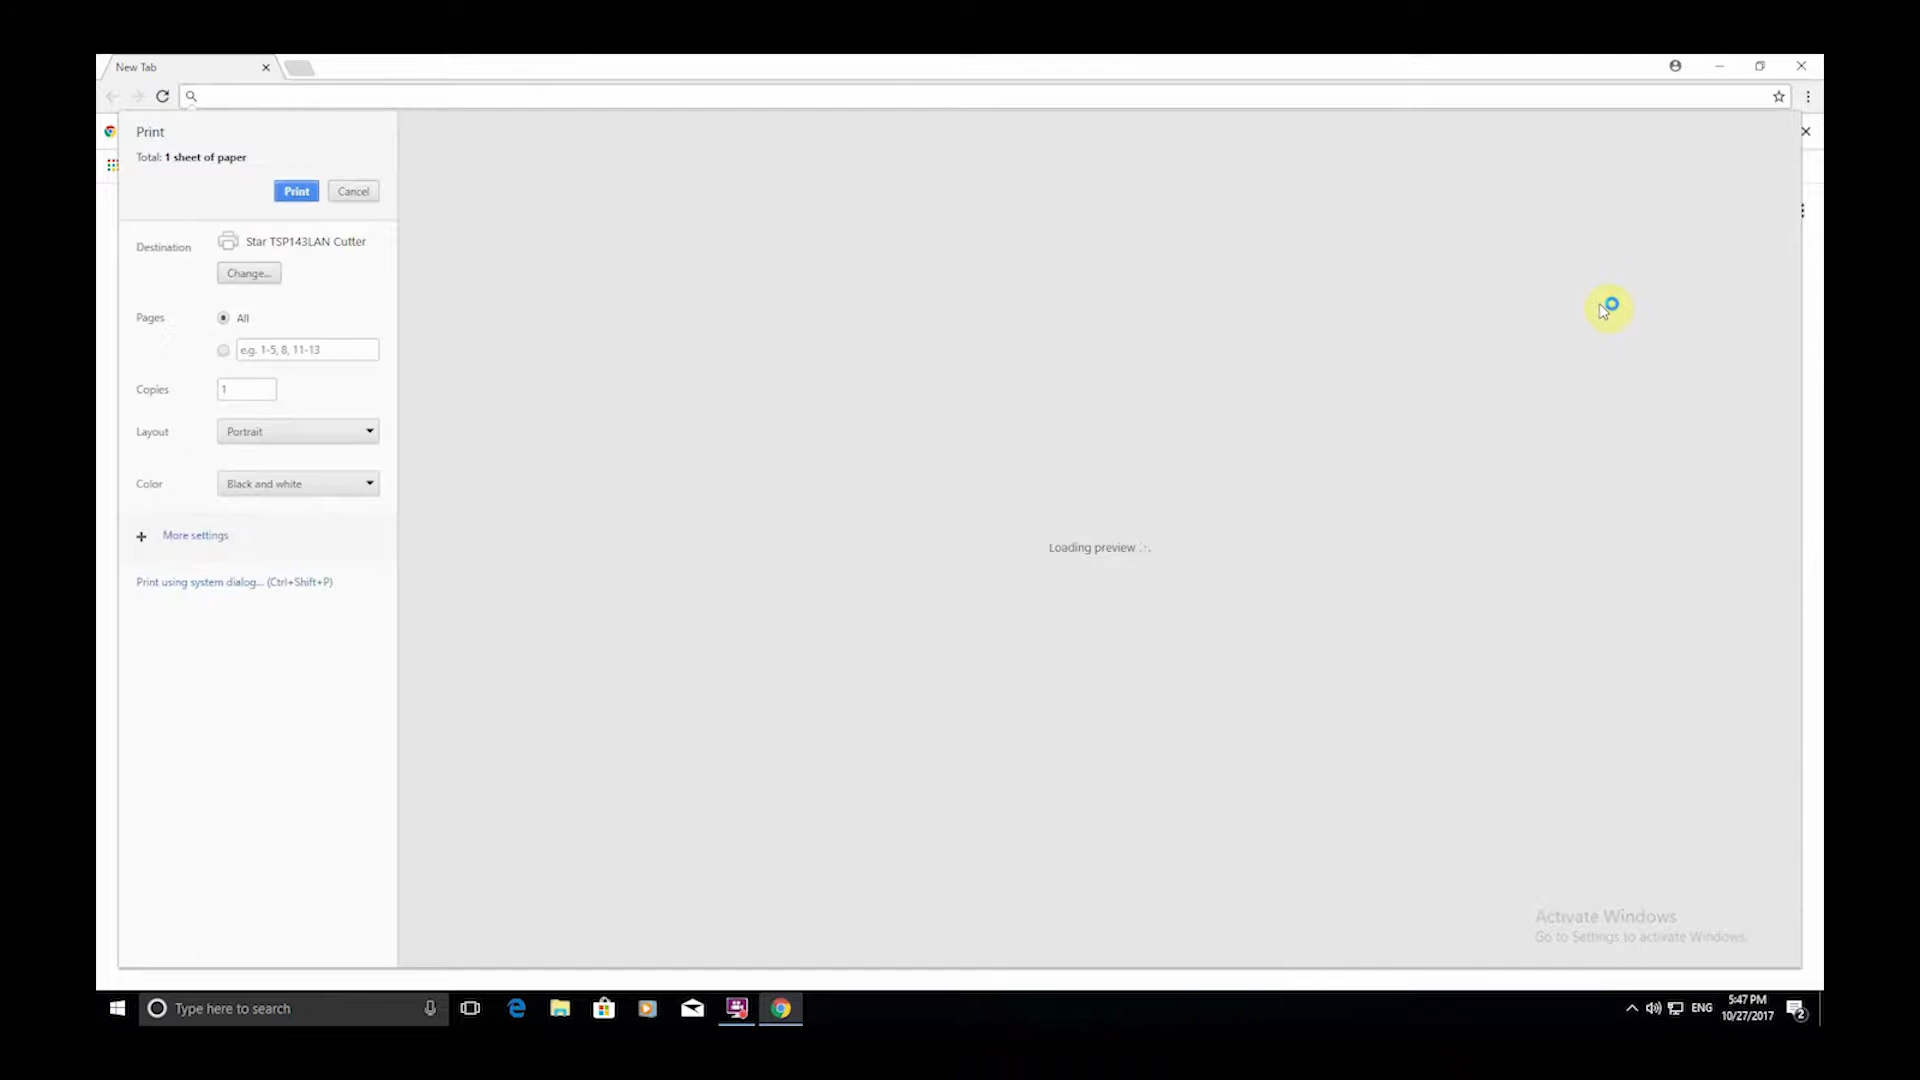 New Tab
Print
Total: 1 sheet of paper
Print
Cancel
Destination
Star TSP143LAN Cutter
Change...
Pages
All
e.g. 1-5, 8, 11-13
Copies
1
Layout
Portrait
Color
Black and white
More settings
Print using system dialog... (Ctrl+Shift+P)
Loading preview
Activate Windows
Go to Settings to activate Windows.
Type here to search
ENG
5:47 PM
10/27/2017
2